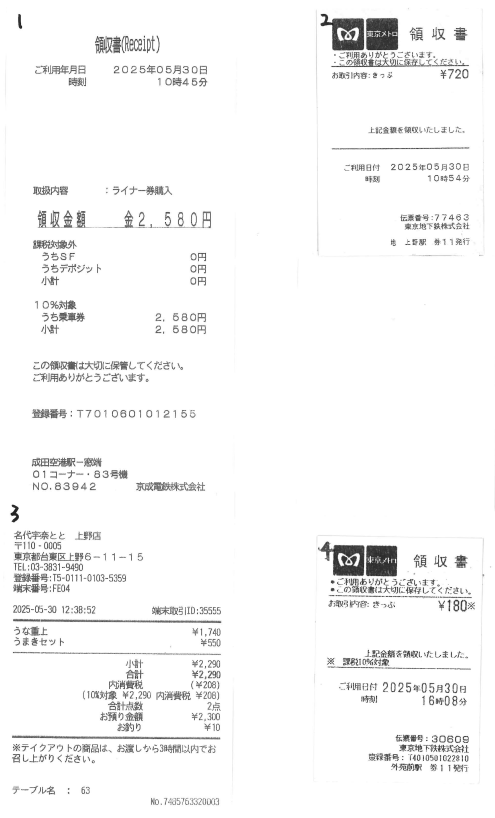 1
領収書(Receipt)
ご利用年月日 2025年05月30日
時刻 10時45分
取扱内容 :ライナー券購入
領収金額 金2,580円
課税対象外
うちSF 0円
うちデポジット 0円
小計 0円
10%対象
うち乗車券 2,580円
小計 2,580円
この領収書は大切に保管してください。
ご利用ありがとうございます。
登録番号:T7010601012155
成田空港駅ー窓端
01コーナー・83号機
NO.83942 京成電鉄株式会社
2
東京メトロ 領収書
・ご利用ありがとうございます。
・この領収書は大切に保存してください。
お取引内容:きっぷ ¥720
上記金額を領収いたしました。
ご利用日付 2025年05月30日
時刻 10時54分
伝票番号:77463
東京地下鉄株式会社
地 上野駅 券11発行
3
名代宇奈とと 上野店
〒110-0005
東京都台東区上野6-11-15
TEL:03-3831-9490
登録番号:T5-0111-0103-5359
端末番号:FE04
2025-05-30 12:38:52 端末取引ID:35555
うな重上 ¥1,740
うまきセット ¥550
小計 ¥2,290
合計 ¥2,290
内消費税 (¥208)
(10%対象 ¥2,290 内消費税 ¥208)
合計点数 2点
お預り金額 ¥2,300
お釣り ¥10
※テイクアウトの商品は、お渡しから3時間以内でお
召し上がりください。
テーブル名 : 63
No.7485763320003
4
東京メトロ 領収書
●ご利用ありがとうございます。
●この領収書は大切に保存してください。
お取引内容:きっぷ ¥180※
上記金額を領収いたしました。
※ 課税10%対象
ご利用日付 2025年05月30日
時刻 16時08分
伝票番号:30609
東京地下鉄株式会社
登録番号:T4010501022810
外苑前駅 券11発行